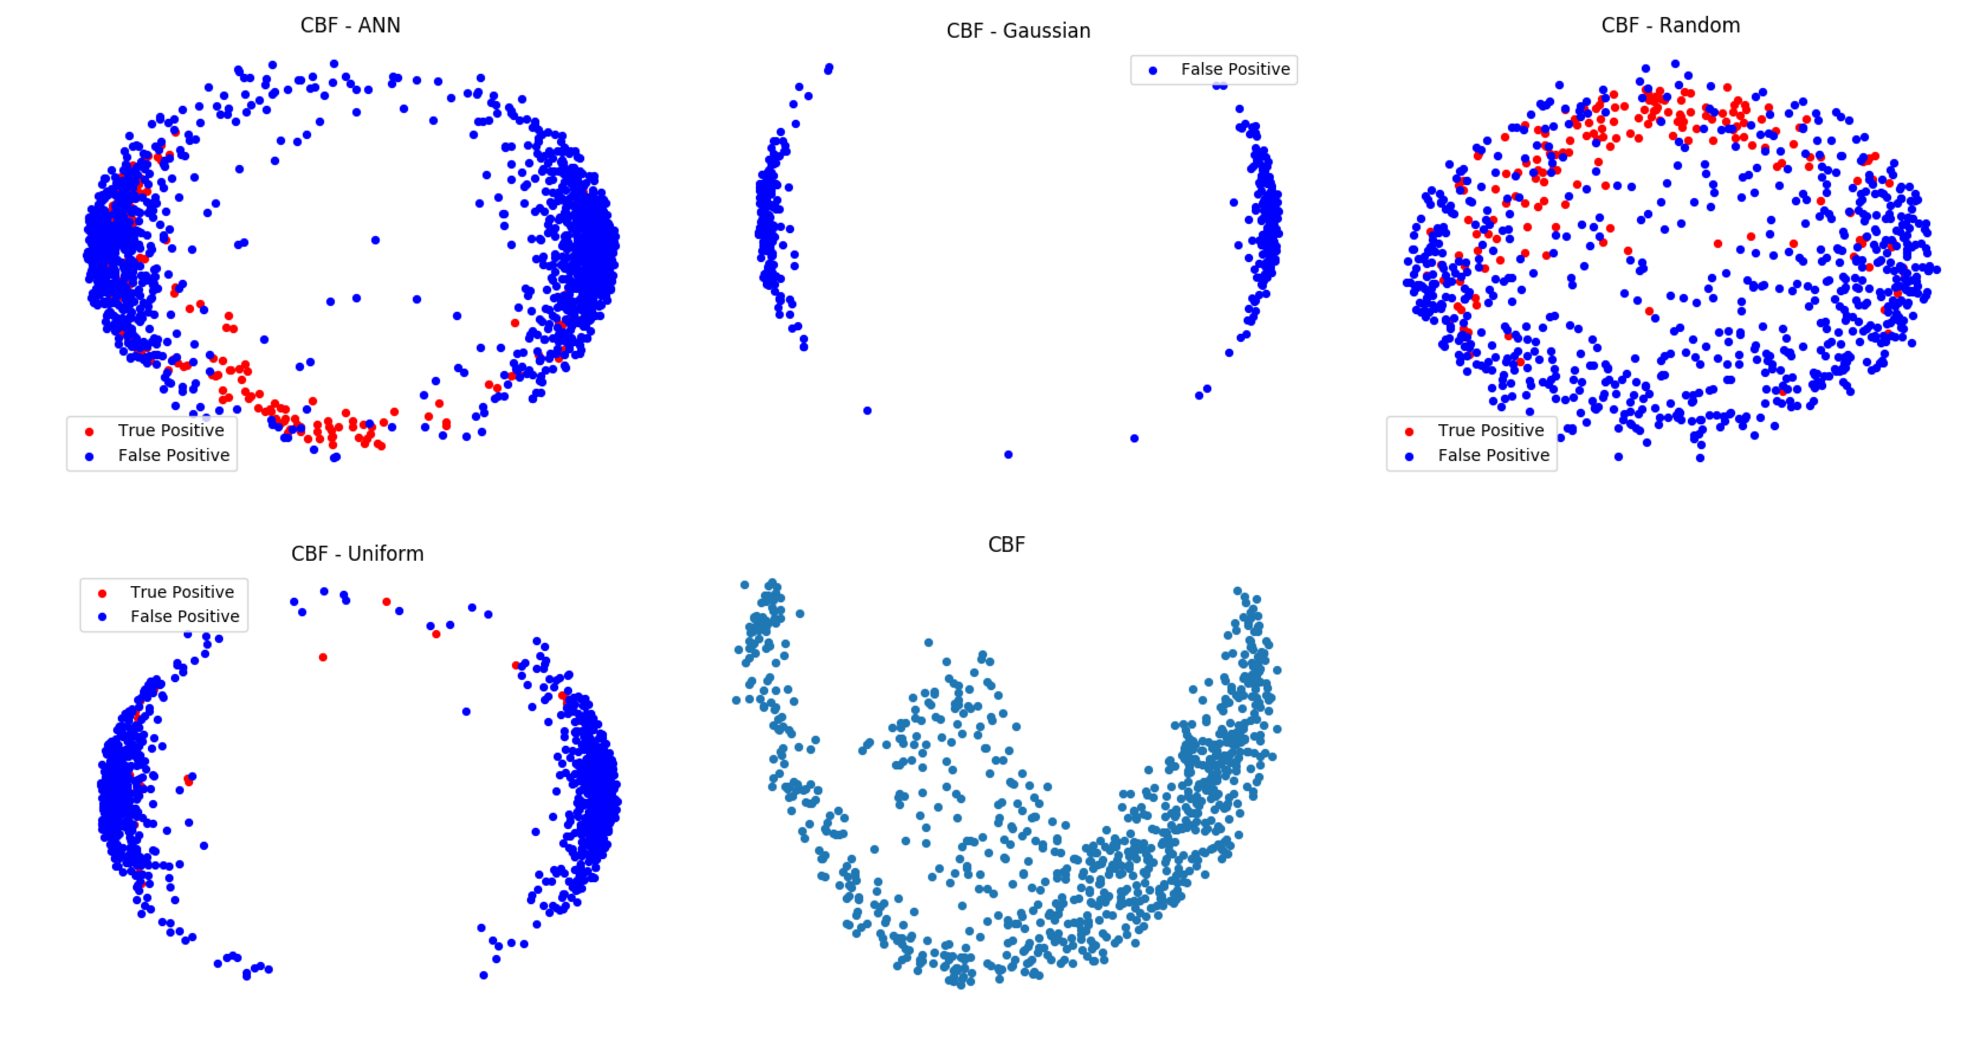 CBF - ANN
True Positive
False Positive
CBF - Gaussian
False Positive
CBF - Random
True Positive
False Positive
CBF - Uniform
True Positive
False Positive
CBF